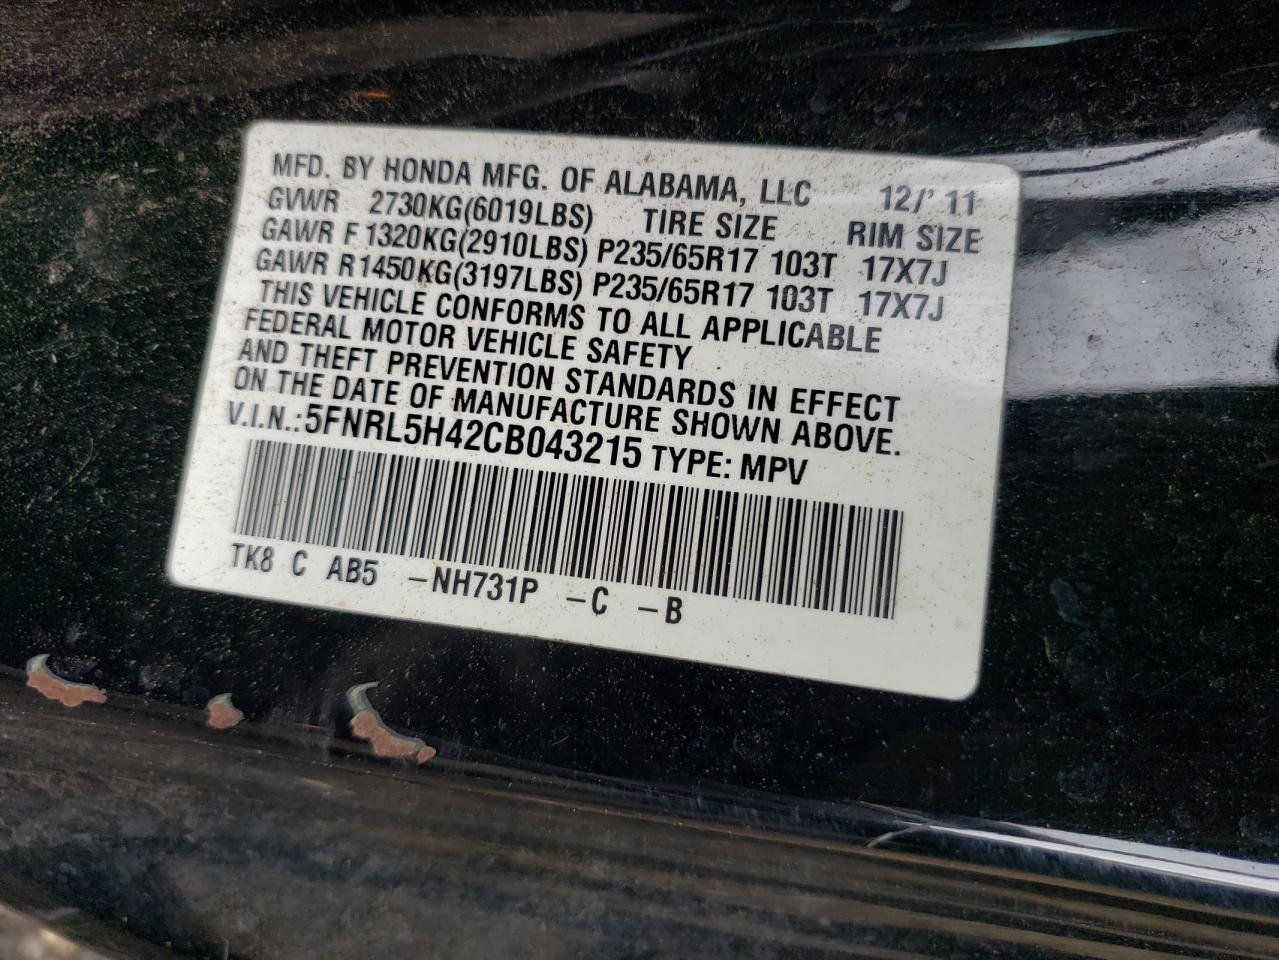 MFD. BY HONDA MFG. OF ALABAMA, LLC 12/'11
GVWR 2730KG(6019LBS) TIRE SIZE RIM SIZE
GAWR F 1320KG(2910LBS) P235/65R17 103T 17X7J
GAWR R1450KG(3197LBS) P235/65R17 103T 17X7J
THIS VEHICLE CONFORMS TO ALL APPLICABLE
FEDERAL MOTOR VEHICLE SAFETY
AND THEFT PREVENTION STANDARDS IN EFFECT
ON THE DATE OF MANUFACTURE SHOWN ABOVE.
V.I.N.:5FNRL5H42CB043215 TYPE: MPV
TK8 C AB5 –NH731P –C –B